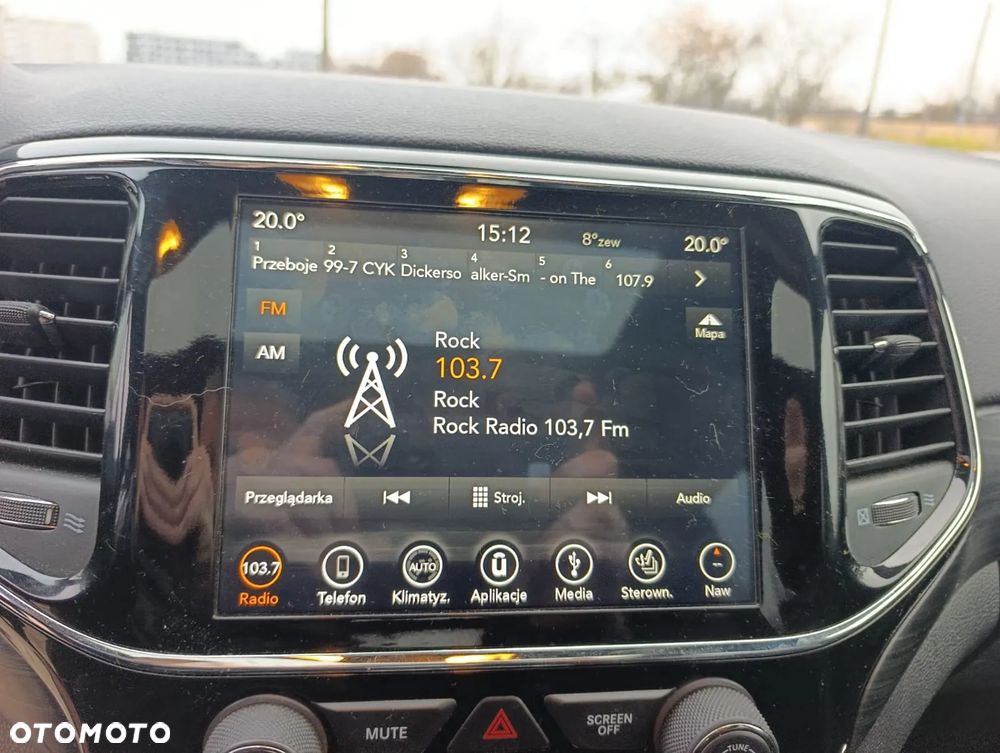 20.0° 15:12 8°zew 20.0°
1 2 3 4 5 6
Przeboje 99-7 CYK Dickerso alker-Sm - on The 107.9
FM
Mapa
AM
Rock
103.7
Rock
Rock Radio 103,7 Fm
Przeglądarka Stroj. Audio
103.7 AUTO
Radio Telefon Klimatyz. Aplikacje Media Sterown. Naw
MUTE
SCREEN
OFF
TUNE
OTOMOTO